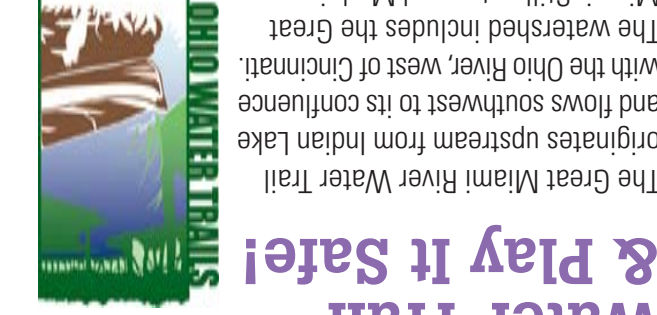 Water Trail
& Play It Safe!
The Great Miami River Water Trail
originates upstream from Indian Lake
and flows southwest to its confluence
with the Ohio River, west of Cincinnati.
The watershed includes the Great
OHIO WATER TRAILS